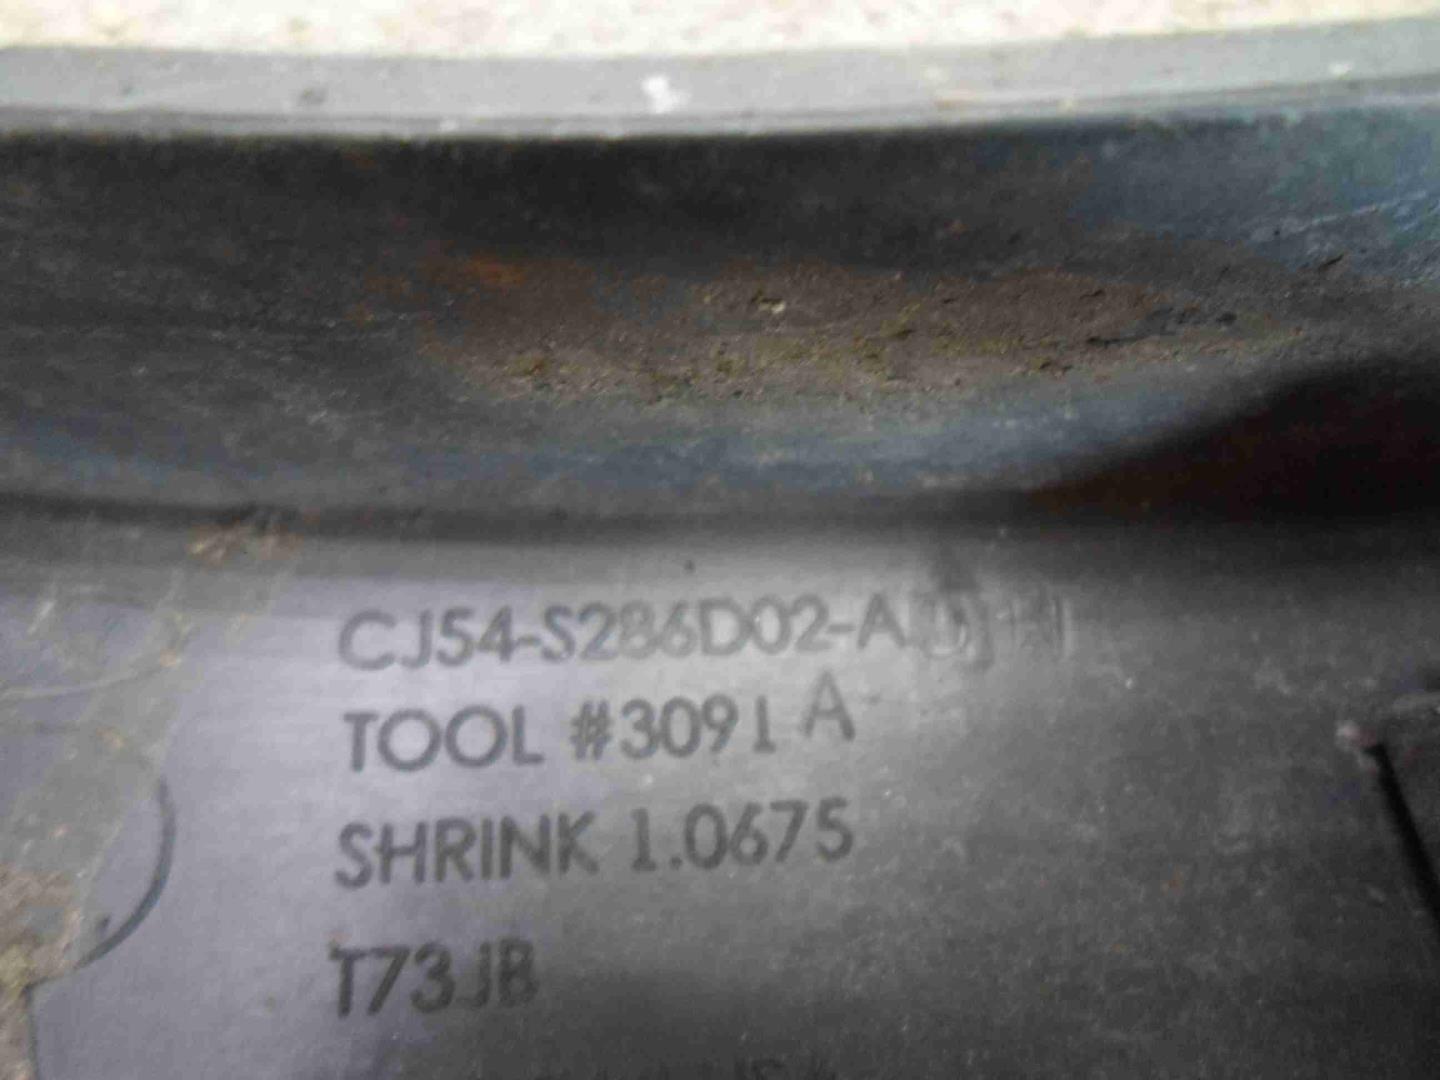 CJ54-S286D02-A
TOOL #3091 A
SHRINK 1.0675
T73JB